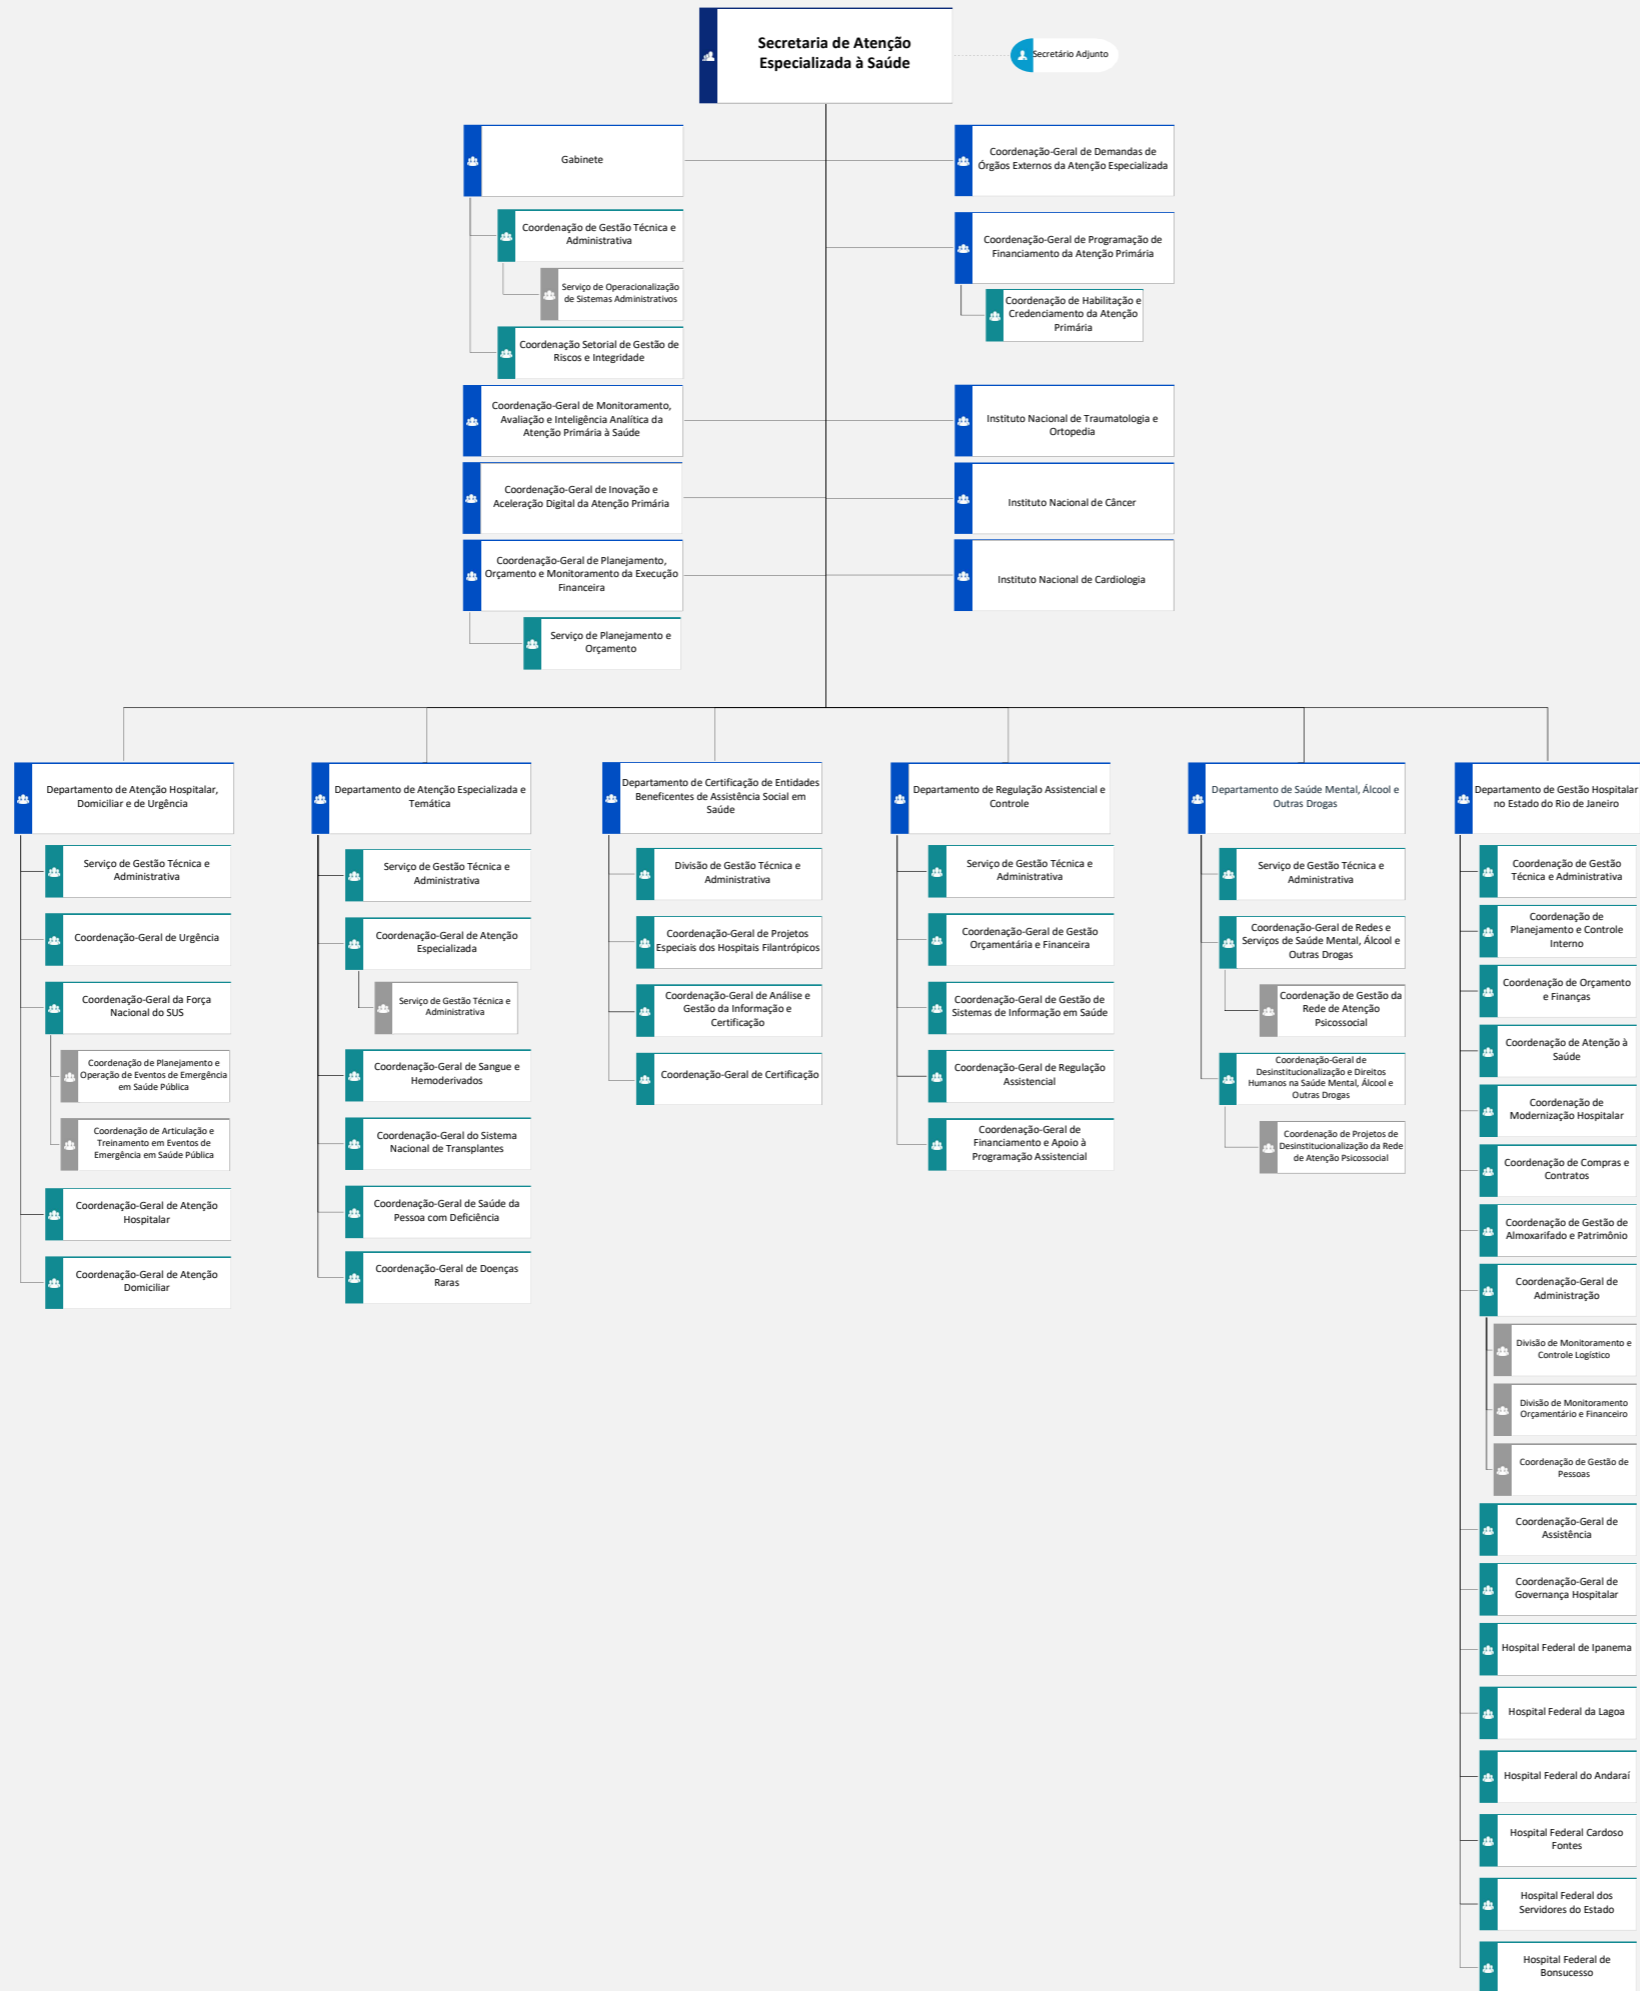 Secretaria de Atenção
Especializada à Saúde
Secretário Adjunto
Gabinete
Coordenação de Gestão Técnica e
Administrativa
Serviço de Operacionalização
de Sistemas Administrativos
Coordenação Setorial de Gestão de
Riscos e Integridade
Coordenação-Geral de Monitoramento,
Avaliação e Inteligência Analítica da
Atenção Primária à Saúde
Coordenação-Geral de Inovação e
Aceleração Digital da Atenção Primária
Coordenação-Geral de Planejamento,
Orçamento e Monitoramento da Execução
Financeira
Serviço de Planejamento e
Orçamento
Coordenação-Geral de Demandas de
Órgãos Externos da Atenção Especializada
Coordenação-Geral de Programação de
Financiamento da Atenção Primária
Coordenação de Habilitação e
Credenciamento da Atenção
Primária
Instituto Nacional de Traumatologia e
Ortopedia
Instituto Nacional de Câncer
Instituto Nacional de Cardiologia
Departamento de Atenção Hospitalar,
Domiciliar e de Urgência
Serviço de Gestão Técnica e
Administrativa
Coordenação-Geral de Urgência
Coordenação-Geral da Força
Nacional do SUS
Coordenação de Planejamento e
Operação de Eventos de Emergência
em Saúde Pública
Coordenação de Articulação e
Treinamento em Eventos de
Emergência em Saúde Pública
Coordenação-Geral de Atenção
Hospitalar
Coordenação-Geral de Atenção
Domiciliar
Departamento de Atenção Especializada e
Temática
Serviço de Gestão Técnica e
Administrativa
Coordenação-Geral de Atenção
Especializada
Serviço de Gestão Técnica e
Administrativa
Coordenação-Geral de Sangue e
Hemoderivados
Coordenação-Geral do Sistema
Nacional de Transplantes
Coordenação-Geral de Saúde da
Pessoa com Deficiência
Coordenação-Geral de Doenças
Raras
Departamento de Certificação de Entidades
Beneficentes de Assistência Social em
Saúde
Divisão de Gestão Técnica e
Administrativa
Coordenação-Geral de Projetos
Especiais dos Hospitais Filantrópicos
Coordenação-Geral de Análise e
Gestão da Informação e
Certificação
Coordenação-Geral de Certificação
Departamento de Regulação Assistencial e
Controle
Serviço de Gestão Técnica e
Administrativa
Coordenação-Geral de Gestão
Orçamentária e Financeira
Coordenação-Geral de Gestão de
Sistemas de Informação em Saúde
Coordenação-Geral de Regulação
Assistencial
Coordenação-Geral de
Financiamento e Apoio à
Programação Assistencial
Departamento de Saúde Mental, Álcool e
Outras Drogas
Serviço de Gestão Técnica e
Administrativa
Coordenação-Geral de Redes e
Serviços de Saúde Mental, Álcool e
Outras Drogas
Coordenação de Gestão da
Rede de Atenção
Psicossocial
Coordenação-Geral de
Desinstitucionalização e Direitos
Humanos na Saúde Mental, Álcool e
Outras Drogas
Coordenação de Projetos de
Desinstitucionalização da Rede
de Atenção Psicossocial
Departamento de Gestão Hospitalar
no Estado do Rio de Janeiro
Coordenação de Gestão
Técnica e Administrativa
Coordenação de
Planejamento e Controle
Interno
Coordenação de Orçamento
e Finanças
Coordenação de Atenção à
Saúde
Coordenação de
Modernização Hospitalar
Coordenação de Compras e
Contratos
Coordenação de Gestão de
Almoxarifado e Patrimônio
Coordenação-Geral de
Administração
Divisão de Monitoramento e
Controle Logístico
Divisão de Monitoramento
Orçamentário e Financeiro
Coordenação de Gestão de
Pessoas
Coordenação-Geral de
Assistência
Coordenação-Geral de
Governança Hospitalar
Hospital Federal de Ipanema
Hospital Federal da Lagoa
Hospital Federal do Andaraí
Hospital Federal Cardoso
Fontes
Hospital Federal dos
Servidores do Estado
Hospital Federal de
Bonsucesso